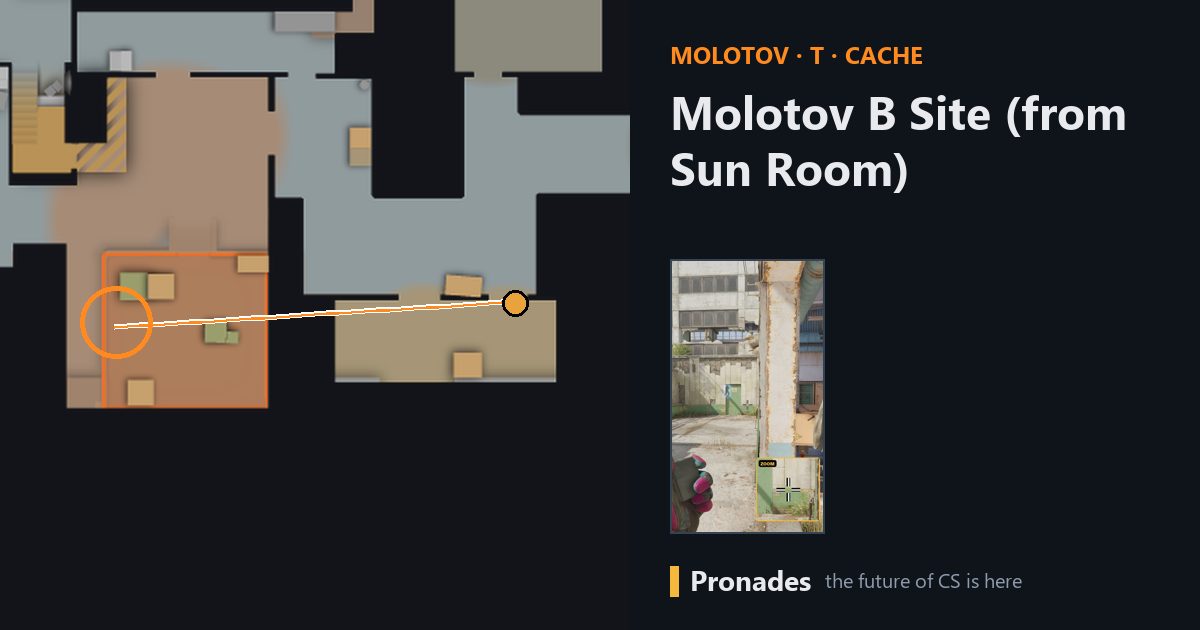 MOLOTOV · T · CACHE
Molotov B Site (from
Sun Room)
ZOOM
Pronades the future of CS is here